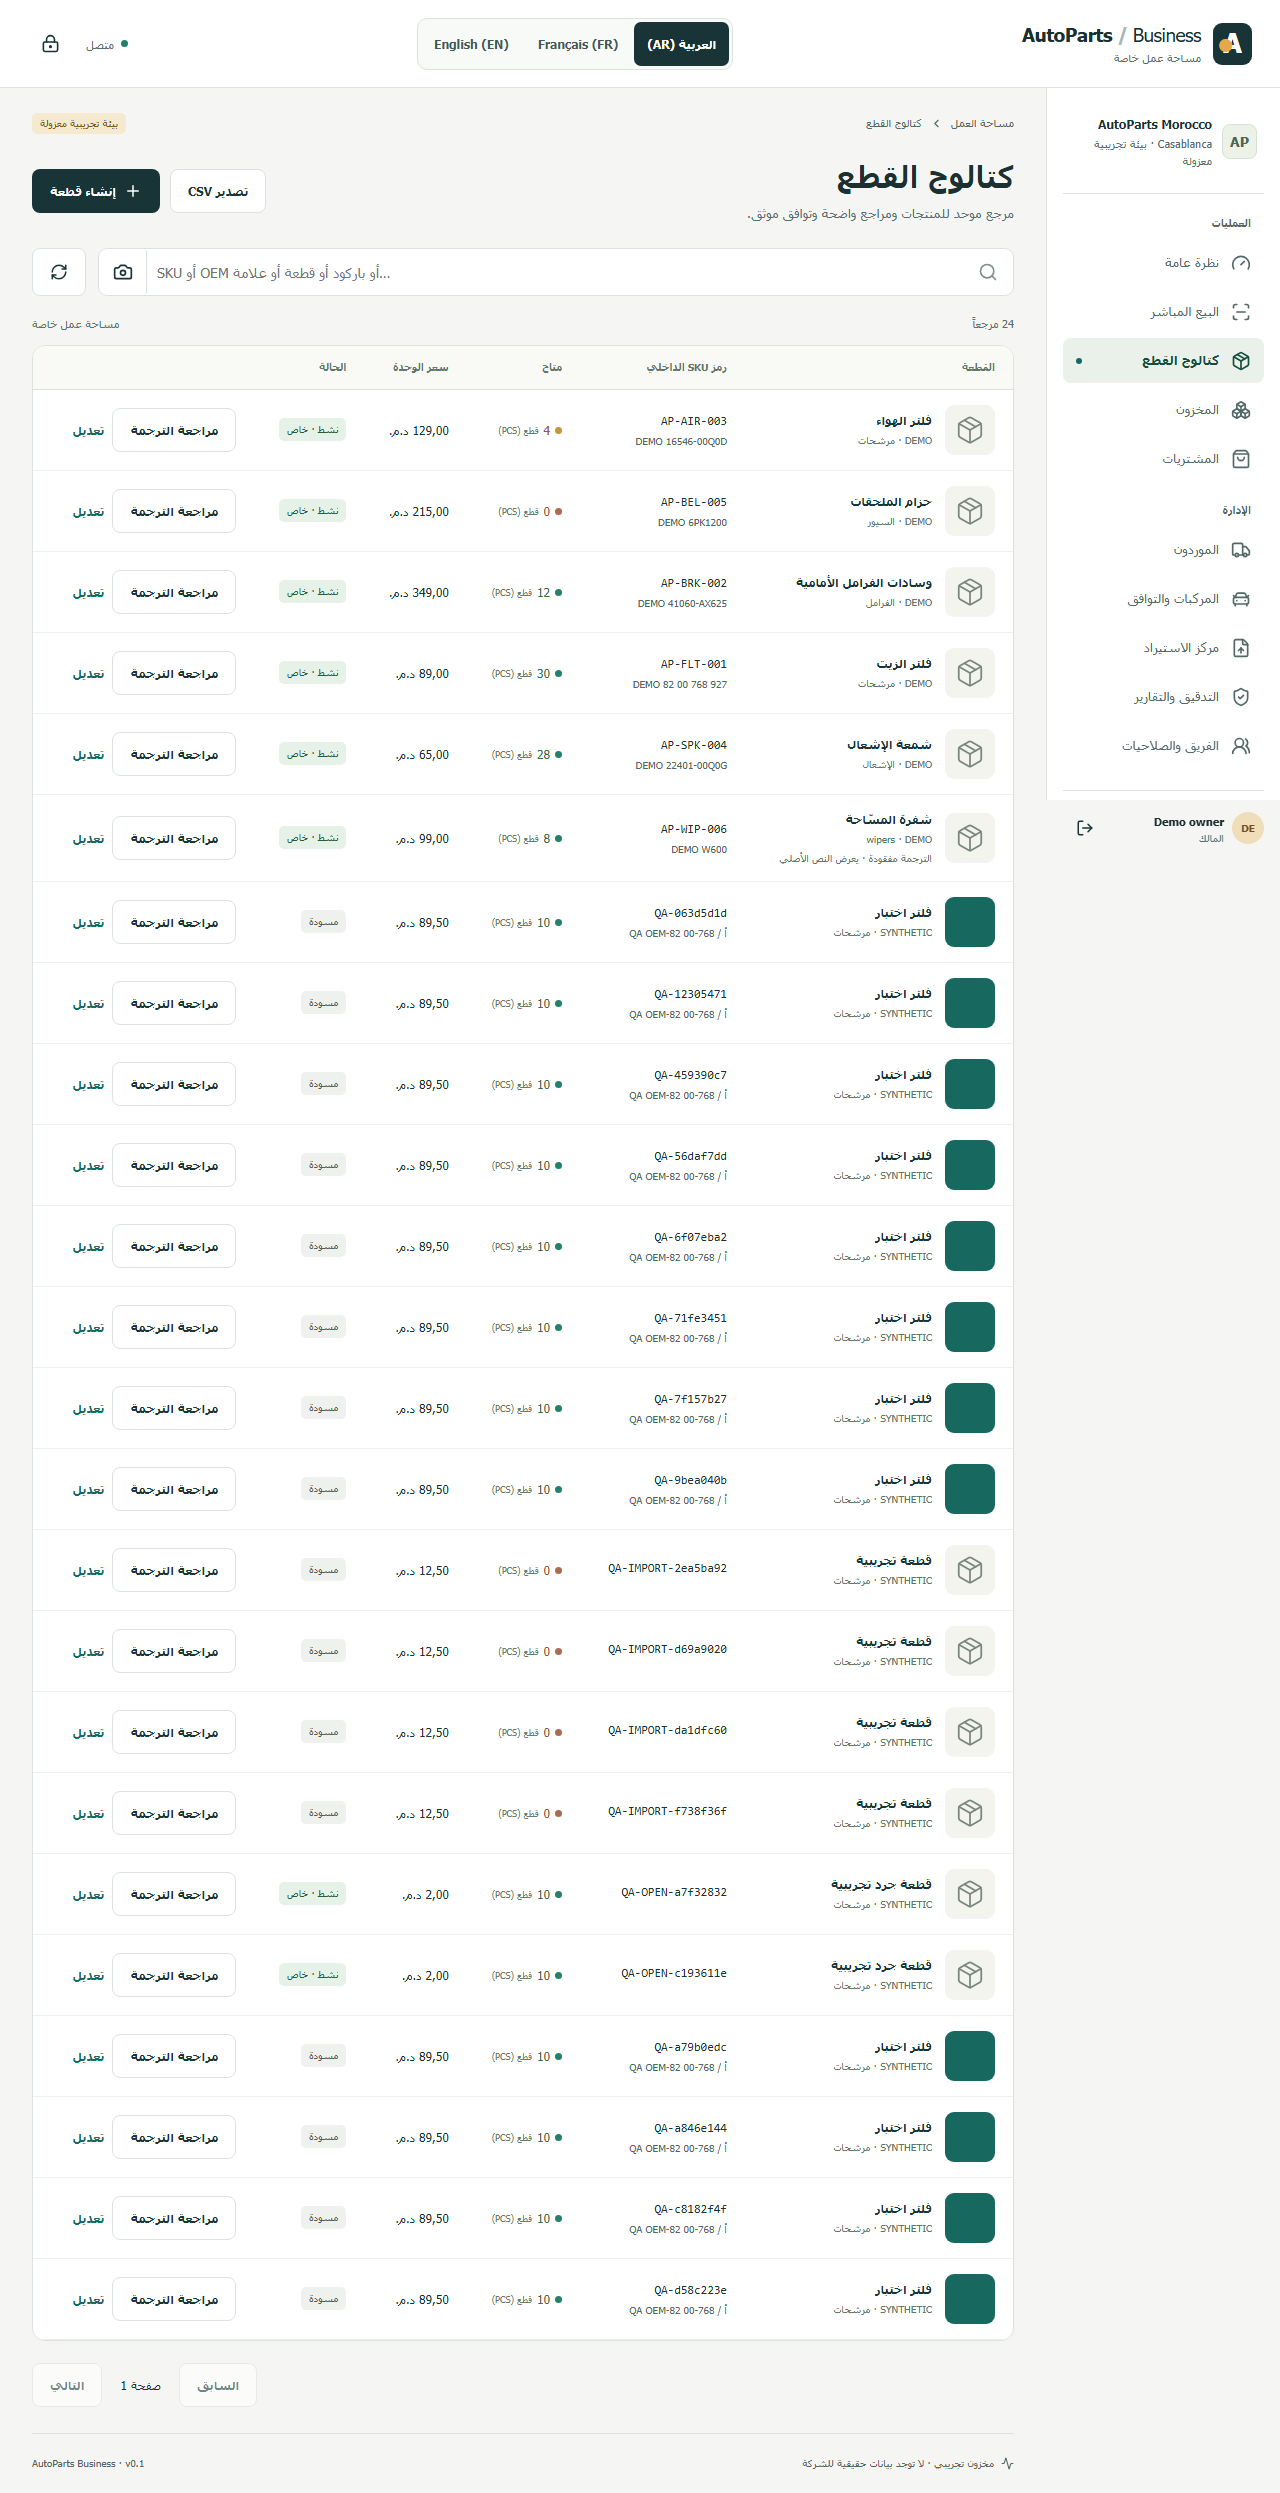 AutoParts / Business
مساحة عمل خاصة
العربية (AR)
Français (FR)
English (EN)
متصل
AP
AutoParts Morocco
Casablanca · بيئة تجريبية معزولة
العمليات
نظرة عامة
البيع المباشر
كتالوج القطع
المخزون
المشتريات
الإدارة
الموردون
المركبات والتوافق
مركز الاستيراد
التدقيق والتقارير
الفريق والصلاحيات
DE
Demo owner
المالك
مساحة العمل
كتالوج القطع
بيئة تجريبية معزولة
كتالوج القطع
مرجع موحد للمنتجات ومراجع واضحة وتوافق موثق.
تصدير CSV
إنشاء قطعة
SKU أو OEM أو باركود أو قطعة أو علامة...
24 مرجعاً
مساحة عمل خاصة
القطعة
رمز SKU الداخلي
متاح
سعر الوحدة
الحالة
فلتر الهواء
DEMO · مرشحات
AP-AIR-003
DEMO 16546-00Q0D
4 قطع (PCS)
129,00 د.م.
نشط · خاص
مراجعة الترجمة
تعديل
حزام الملحقات
DEMO · السيور
AP-BEL-005
DEMO 6PK1200
0 قطع (PCS)
215,00 د.م.
نشط · خاص
مراجعة الترجمة
تعديل
وسادات الفرامل الأمامية
DEMO · الفرامل
AP-BRK-002
DEMO 41060-AX625
12 قطع (PCS)
349,00 د.م.
نشط · خاص
مراجعة الترجمة
تعديل
فلتر الزيت
DEMO · مرشحات
AP-FLT-001
DEMO 82 00 768 927
30 قطع (PCS)
89,00 د.م.
نشط · خاص
مراجعة الترجمة
تعديل
شمعة الإشعال
DEMO · الإشعال
AP-SPK-004
DEMO 22401-00Q0G
28 قطع (PCS)
65,00 د.م.
نشط · خاص
مراجعة الترجمة
تعديل
شفرة المسّاحة
wipers · DEMO
الترجمة مفقودة · يعرض النص الأصلي
AP-WIP-006
DEMO W600
8 قطع (PCS)
99,00 د.م.
نشط · خاص
مراجعة الترجمة
تعديل
فلتر اختبار
SYNTHETIC · مرشحات
QA-063d5d1d
QA OEM-82 00-768 / أ
10 قطع (PCS)
89,50 د.م.
مسودة
مراجعة الترجمة
تعديل
فلتر اختبار
SYNTHETIC · مرشحات
QA-12305471
QA OEM-82 00-768 / أ
10 قطع (PCS)
89,50 د.م.
مسودة
مراجعة الترجمة
تعديل
فلتر اختبار
SYNTHETIC · مرشحات
QA-459390c7
QA OEM-82 00-768 / أ
10 قطع (PCS)
89,50 د.م.
مسودة
مراجعة الترجمة
تعديل
فلتر اختبار
SYNTHETIC · مرشحات
QA-56daf7dd
QA OEM-82 00-768 / أ
10 قطع (PCS)
89,50 د.م.
مسودة
مراجعة الترجمة
تعديل
فلتر اختبار
SYNTHETIC · مرشحات
QA-6f07eba2
QA OEM-82 00-768 / أ
10 قطع (PCS)
89,50 د.م.
مسودة
مراجعة الترجمة
تعديل
فلتر اختبار
SYNTHETIC · مرشحات
QA-71fe3451
QA OEM-82 00-768 / أ
10 قطع (PCS)
89,50 د.م.
مسودة
مراجعة الترجمة
تعديل
فلتر اختبار
SYNTHETIC · مرشحات
QA-7f157b27
QA OEM-82 00-768 / أ
10 قطع (PCS)
89,50 د.م.
مسودة
مراجعة الترجمة
تعديل
فلتر اختبار
SYNTHETIC · مرشحات
QA-9bea040b
QA OEM-82 00-768 / أ
10 قطع (PCS)
89,50 د.م.
مسودة
مراجعة الترجمة
تعديل
قطعة تجريبية
SYNTHETIC · مرشحات
QA-IMPORT-2ea5ba92
0 قطع (PCS)
12,50 د.م.
مسودة
مراجعة الترجمة
تعديل
قطعة تجريبية
SYNTHETIC · مرشحات
QA-IMPORT-d69a9020
0 قطع (PCS)
12,50 د.م.
مسودة
مراجعة الترجمة
تعديل
قطعة تجريبية
SYNTHETIC · مرشحات
QA-IMPORT-da1dfc60
0 قطع (PCS)
12,50 د.م.
مسودة
مراجعة الترجمة
تعديل
قطعة تجريبية
SYNTHETIC · مرشحات
QA-IMPORT-f738f36f
0 قطع (PCS)
12,50 د.م.
مسودة
مراجعة الترجمة
تعديل
قطعة جرد تجريبية
SYNTHETIC · مرشحات
QA-OPEN-a7f32832
10 قطع (PCS)
2,00 د.م.
نشط · خاص
مراجعة الترجمة
تعديل
قطعة جرد تجريبية
SYNTHETIC · مرشحات
QA-OPEN-c193611e
10 قطع (PCS)
2,00 د.م.
نشط · خاص
مراجعة الترجمة
تعديل
فلتر اختبار
SYNTHETIC · مرشحات
QA-a79b0edc
QA OEM-82 00-768 / أ
10 قطع (PCS)
89,50 د.م.
مسودة
مراجعة الترجمة
تعديل
فلتر اختبار
SYNTHETIC · مرشحات
QA-a846e144
QA OEM-82 00-768 / أ
10 قطع (PCS)
89,50 د.م.
مسودة
مراجعة الترجمة
تعديل
فلتر اختبار
SYNTHETIC · مرشحات
QA-c8182f4f
QA OEM-82 00-768 / أ
10 قطع (PCS)
89,50 د.م.
مسودة
مراجعة الترجمة
تعديل
فلتر اختبار
SYNTHETIC · مرشحات
QA-d58c223e
QA OEM-82 00-768 / أ
10 قطع (PCS)
89,50 د.م.
مسودة
مراجعة الترجمة
تعديل
السابق
صفحة 1
التالي
مخزون تجريبي · لا توجد بيانات حقيقية للشركة
AutoParts Business · v0.1